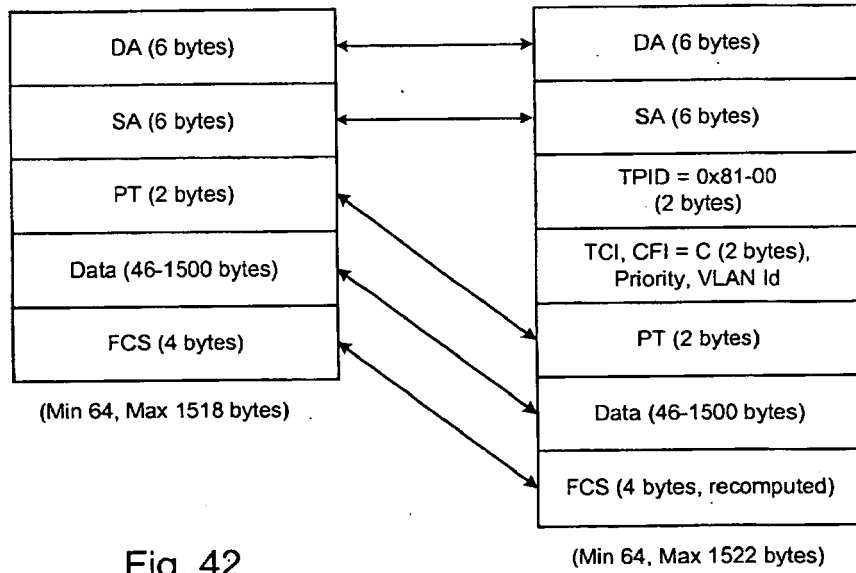 DA (6 bytes)
SA (6 bytes)
PT (2 bytes)
Data (46-1500 bytes)
FCS (4 bytes)
(Min 64, Max 1518 bytes)
DA (6 bytes)
SA (6 bytes)
TPID = 0x81-00
(2 bytes)
TCI, CFI = C (2 bytes),
Priority, VLAN Id
PT (2 bytes)
Data (46-1500 bytes)
FCS (4 bytes, recomputed)
(Min 64, Max 1522 bytes)
Fig. 42